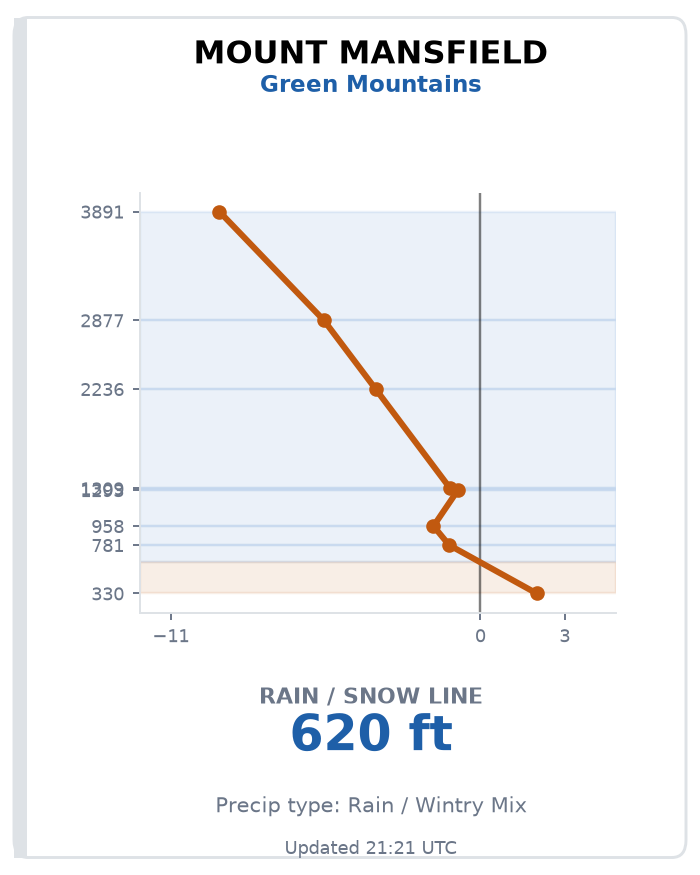 MOUNT MANSFIELD
Green Mountains
3891
2877
2236
958
781
330
−11
0
3
RAIN / SNOW LINE
620 ft
Precip type: Rain / Wintry Mix
Updated 21:21 UTC